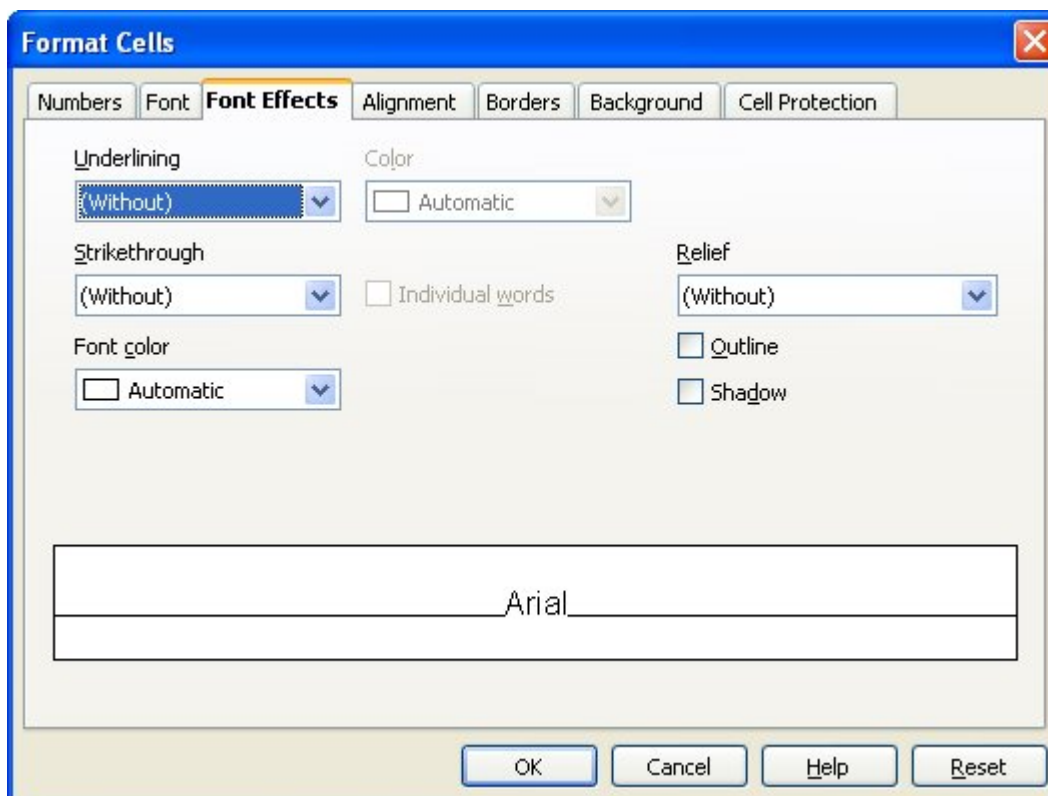 Format Cells
Numbers Font Font Effects Alignment Borders Background Cell Protection
Underlining Color
(Without) Automatic
Strikethrough Relief
(Without) Individual words (Without)
Font color Outline
Automatic Shadow
Arial
OK Cancel Help Reset